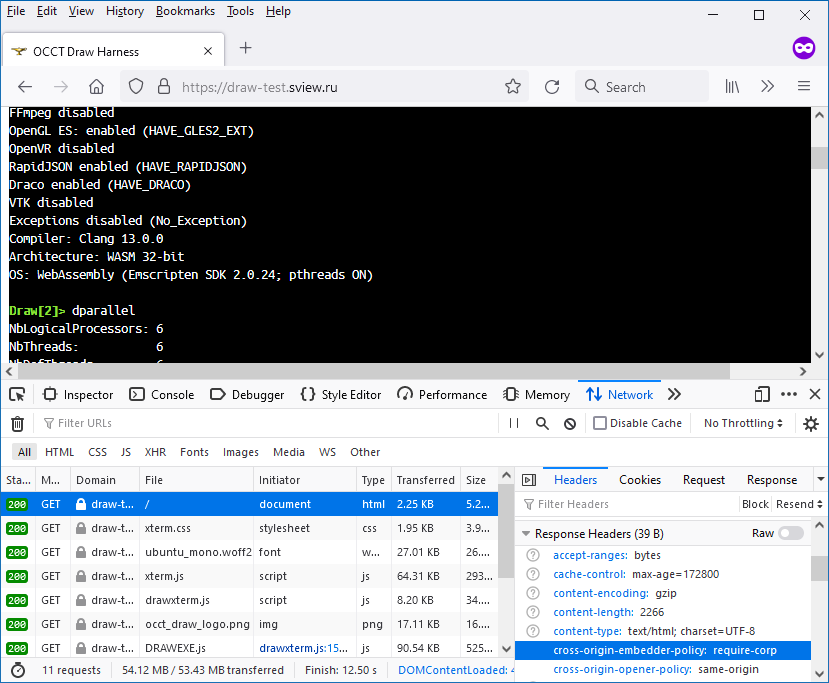 File Edit View History Bookmarks Tools Help
OCCT Draw Harness
https://draw-test.sview.ru
Search
FFmpeg disabled
OpenGL ES: enabled (HAVE_GLES2_EXT)
OpenVR disabled
RapidJSON enabled (HAVE_RAPIDJSON)
Draco enabled (HAVE_DRACO)
VTK disabled
Exceptions disabled (No_Exception)
Compiler: Clang 13.0.0
Architecture: WASM 32-bit
OS: WebAssembly (Emscripten SDK 2.0.24; pthreads ON)
Draw[2]> dparallel
NbLogicalProcessors: 6
NbThreads: 6
Inspector Console Debugger Style Editor Performance Memory Network
Filter URLs Disable Cache No Throttling
All HTML CSS JS XHR Fonts Images Media WS Other
Sta... M... Domain File Initiator Type Transferred Size
200 GET draw-t... / document html 2.25 KB 5.2...
200 GET draw-t... xterm.css stylesheet css 1.95 KB 3.9...
200 GET draw-t... ubuntu_mono.woff2 font w... 27.01 KB 26....
200 GET draw-t... xterm.js script js 64.31 KB 293...
200 GET draw-t... drawxterm.js script js 8.20 KB 34....
200 GET draw-t... occt_draw_logo.png img png 17.11 KB 16....
200 GET draw-t... DRAWEXE.js drawxterm.js:15... js 90.54 KB 525...
11 requests 54.12 MB / 53.43 MB transferred Finish: 12.50 s DOMContentLoaded:
Headers Cookies Request Response
Filter Headers Block Resend
Response Headers (39 B) Raw
accept-ranges: bytes
cache-control: max-age=172800
content-encoding: gzip
content-length: 2266
content-type: text/html; charset=UTF-8
cross-origin-embedder-policy: require-corp
cross-origin-opener-policy: same-origin